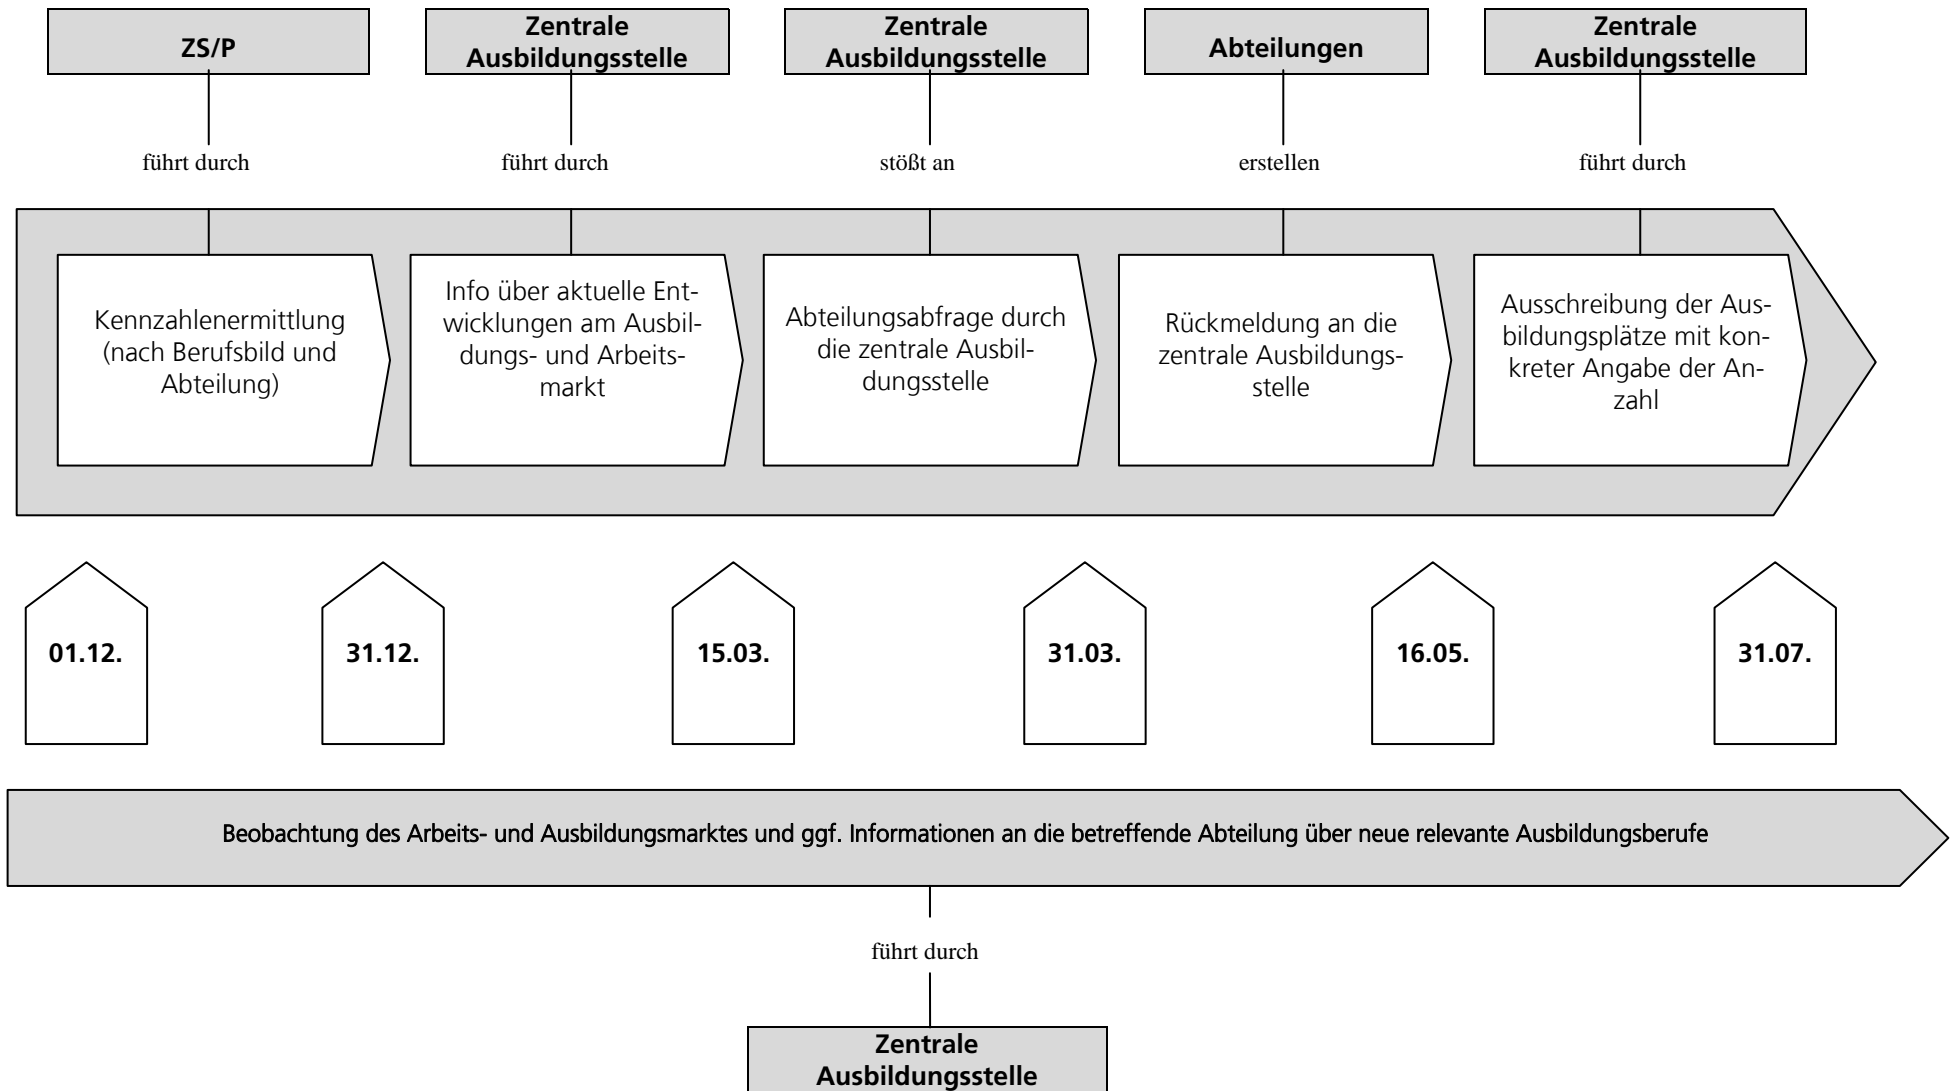 ZS/P
Zentrale
Ausbildungsstelle
Zentrale
Ausbildungsstelle
Abteilungen
Zentrale
Ausbildungsstelle
führt durch
führt durch
stößt an
erstellen
führt durch
Kennzahlenermittlung
(nach Berufsbild und
Abteilung)
Info über aktuelle Ent-
wicklungen am Ausbil-
dungs- und Arbeits-
markt
Abteilungsabfrage durch
die zentrale Ausbil-
dungsstelle
Rückmeldung an die
zentrale Ausbildungs-
stelle
Ausschreibung der Aus-
bildungsplätze mit kon-
kreter Angabe der An-
zahl
01.12.
31.12.
15.03.
31.03.
16.05.
31.07.
Beobachtung des Arbeits- und Ausbildungsmarktes und ggf. Informationen an die betreffende Abteilung über neue relevante Ausbildungsberufe
führt durch
Zentrale
Ausbildungsstelle